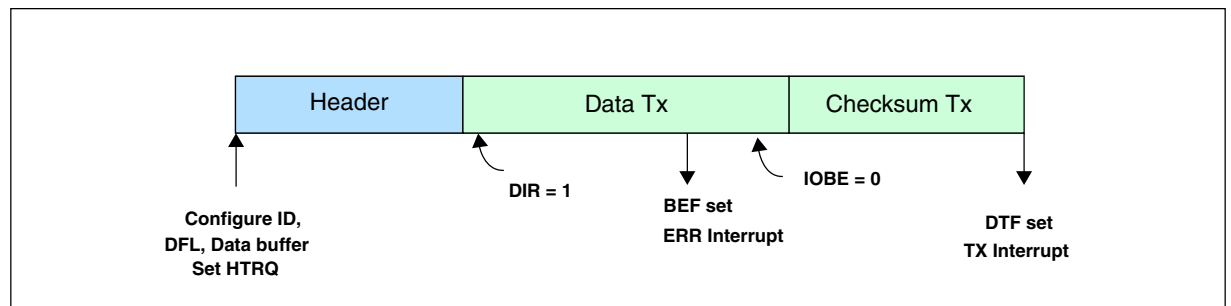 Header
Data Tx
Checksum Tx
DIR = 1
IOBE = 0
Configure ID,
DFL, Data buffer
Set HTRQ
BEF set
ERR Interrupt
DTF set
TX Interrupt